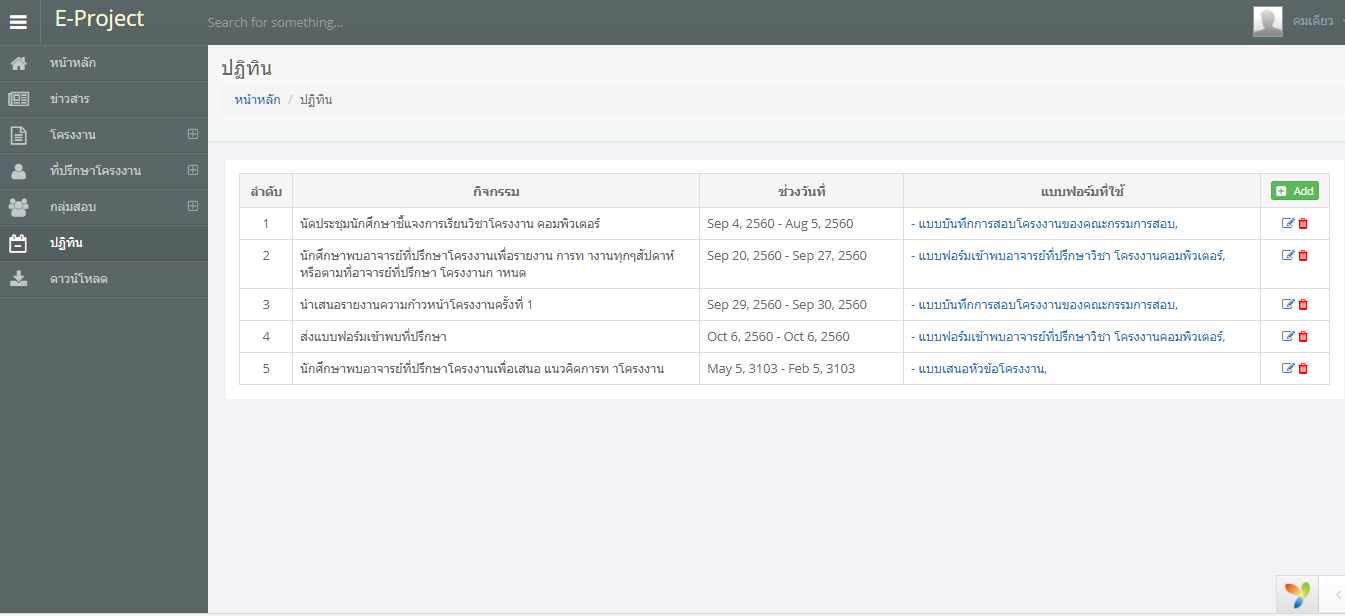 E-Project
Search for something...
คมเคียว
หน้าหลัก
ข่าวสาร
โครงงาน
ที่ปรึกษาโครงงาน
กลุ่มสอบ
ปฏิทิน
ดาวน์โหลด
ปฏิทิน
หน้าหลัก / ปฏิทิน
ลำดับ กิจกรรม ช่วงวันที่ แบบฟอร์มที่ใช้ Add
1 นัดประชุมนักศึกษาชี้แจงการเรียนวิชาโครงงาน คอมพิวเตอร์ Sep 4, 2560 - Aug 5, 2560 - แบบบันทึกการสอบโครงงานของคณะกรรมการสอบ,
2 นักศึกษาพบอาจารย์ที่ปรึกษาโครงงานเพื่อรายงาน การท างานทุกๆสัปดาห์ Sep 20, 2560 - Sep 27, 2560 - แบบฟอร์มเข้าพบอาจารย์ที่ปรึกษาวิชา โครงงานคอมพิวเตอร์,
หรือตามที่อาจารย์ที่ปรึกษา โครงงานก าหนด
3 นำเสนอรายงานความก้าวหน้าโครงงานครั้งที่ 1 Sep 29, 2560 - Sep 30, 2560 - แบบบันทึกการสอบโครงงานของคณะกรรมการสอบ,
4 ส่งแบบฟอร์มเข้าพบที่ปรึกษา Oct 6, 2560 - Oct 6, 2560 - แบบฟอร์มเข้าพบอาจารย์ที่ปรึกษาวิชา โครงงานคอมพิวเตอร์,
5 นักศึกษาพบอาจารย์ที่ปรึกษาโครงงานเพื่อเสนอ แนวคิดการท าโครงงาน May 5, 3103 - Feb 5, 3103 - แบบเสนอหัวข้อโครงงาน,